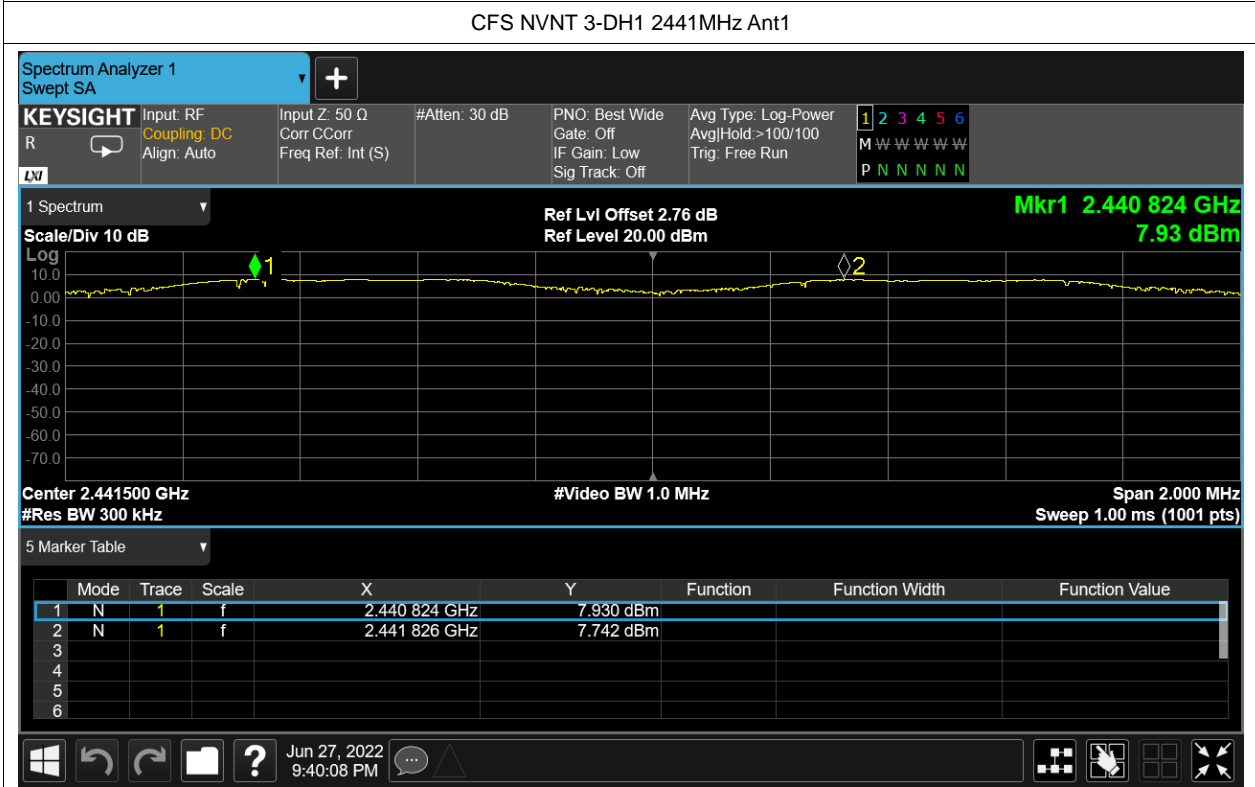 CFS NVNT 3-DH1 2441MHz Ant1
Spectrum Analyzer 1
Swept SA
KEYSIGHT
R
LXI
Input: RF
Coupling: DC
Align: Auto
Input Z: 50 Ω
Corr CCorr
Freq Ref: Int (S)
#Atten: 30 dB
PNO: Best Wide
Gate: Off
IF Gain: Low
Sig Track: Off
Avg Type: Log-Power
Avg|Hold:>100/100
Trig: Free Run
1 2 3 4 5 6
M W W W W W
P N N N N N
1 Spectrum
Scale/Div 10 dB
Ref Lvl Offset 2.76 dB
Ref Level 20.00 dBm
Mkr1 2.440 824 GHz
7.93 dBm
Log
1
2
10.0
0.00
-10.0
-20.0
-30.0
-40.0
-50.0
-60.0
-70.0
Center 2.441500 GHz
#Video BW 1.0 MHz
Span 2.000 MHz
#Res BW 300 kHz
Sweep 1.00 ms (1001 pts)
5 Marker Table
Mode Trace Scale X Y Function Function Width Function Value
1 N 1 f 2.440 824 GHz 7.930 dBm
2 N 1 f 2.441 826 GHz 7.742 dBm
3
4
5
6
?
Jun 27, 2022
9:40:08 PM